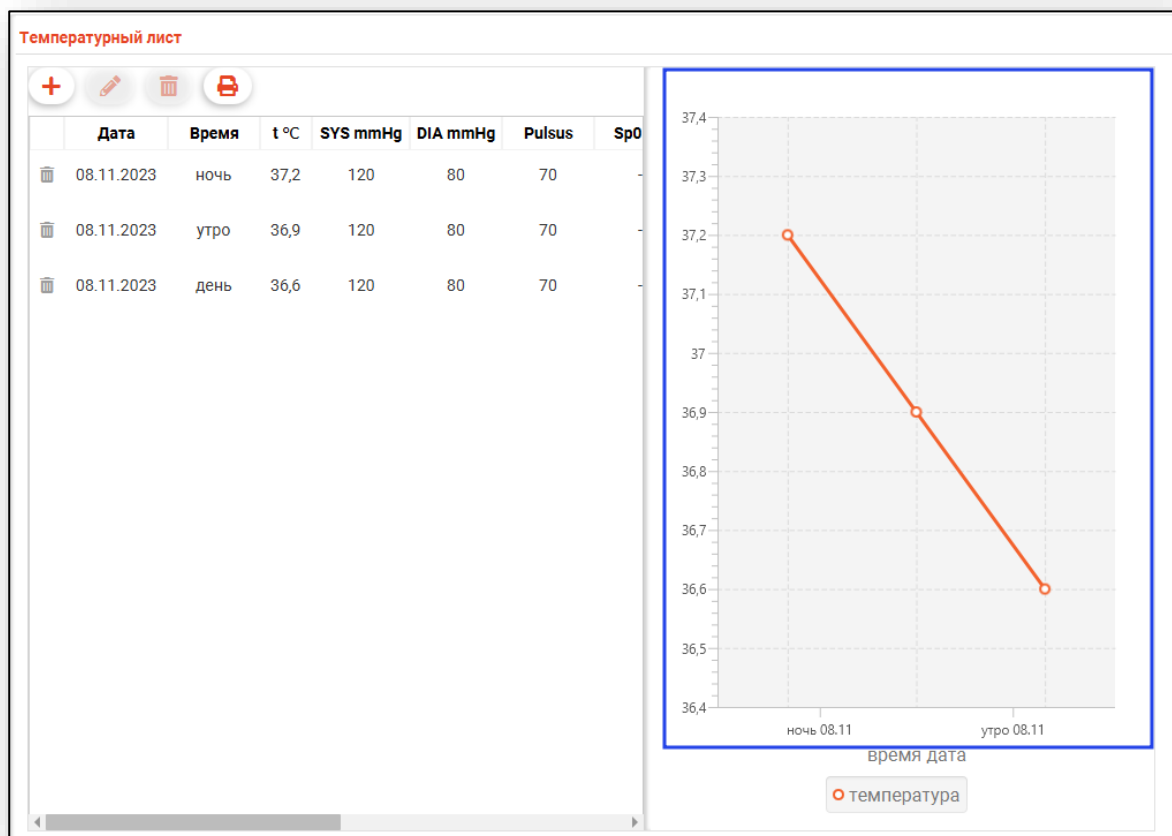 Температурный лист
Дата Время t °C SYS mmHg DIA mmHg Pulsus Sp0
08.11.2023 ночь 37,2 120 80 70 -
08.11.2023 утро 36,9 120 80 70 -
08.11.2023 день 36,6 120 80 70 -
37,4
37,3
37,2
37,1
37
36,9
36,8
36,7
36,6
36,5
36,4
ночь 08.11 утро 08.11
время дата
температура